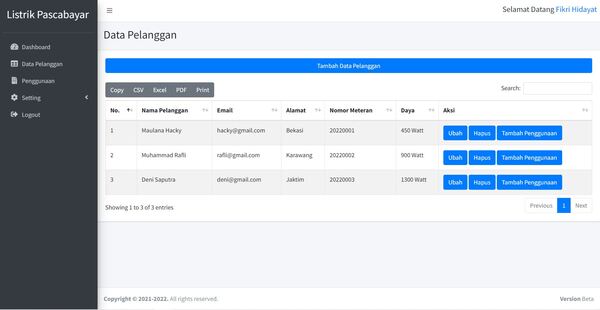 Listrik Pascabayar
Selamat Datang Fikri Hidayat
Dashboard
Data Pelanggan
Penggunaan
Setting
Logout
Data Pelanggan
Tambah Data Pelanggan
Copy CSV Excel PDF Print
Search:
No. Nama Pelanggan Email Alamat Nomor Meteran Daya Aksi
1 Maulana Hacky hacky@gmail.com Bekasi 20220001 450 Watt Ubah Hapus Tambah Penggunaan
2 Muhammad Rafli rafli@gmail.com Karawang 20220002 900 Watt Ubah Hapus Tambah Penggunaan
3 Deni Saputra deni@gmail.com Jaktim 20220003 1300 Watt Ubah Hapus Tambah Penggunaan
Showing 1 to 3 of 3 entries
Previous 1 Next
Copyright © 2021-2022. All rights reserved.
Version Beta